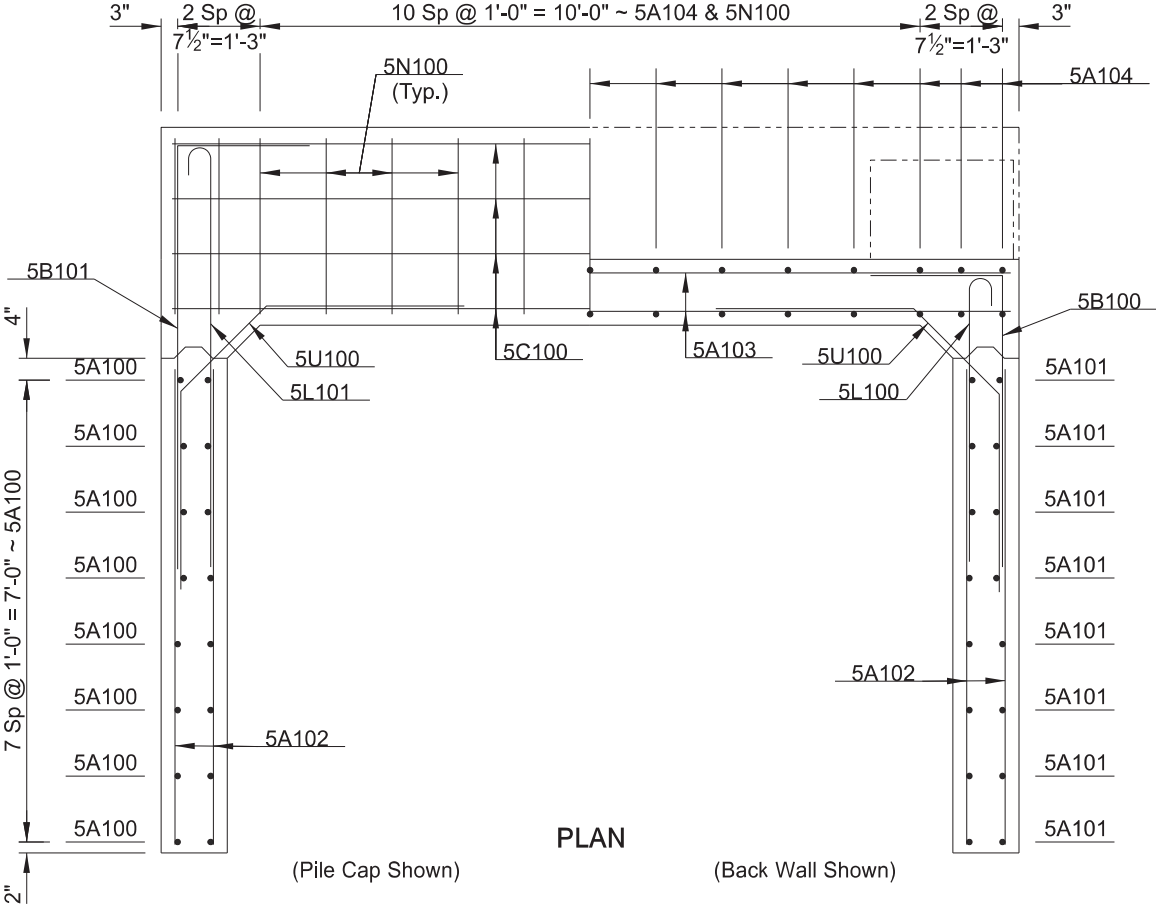 3"
2 Sp @
7½"=1'-3"
10 Sp @ 1'-0" = 10'-0" ~ 5A104 & 5N100
2 Sp @
7½"=1'-3"
3"
5N100
(Typ.)
5A104
5B101
5B100
4"
5U100
5L101
5C100
5A103
5U100
5L100
5A100
5A100
5A100
5A100
5A100
5A100
5A100
5A100
5A101
5A101
5A101
5A101
5A101
5A101
5A101
5A101
7 Sp @ 1'-0" = 7'-0" ~ 5A100
5A102
5A102
2"
PLAN
(Pile Cap Shown)
(Back Wall Shown)